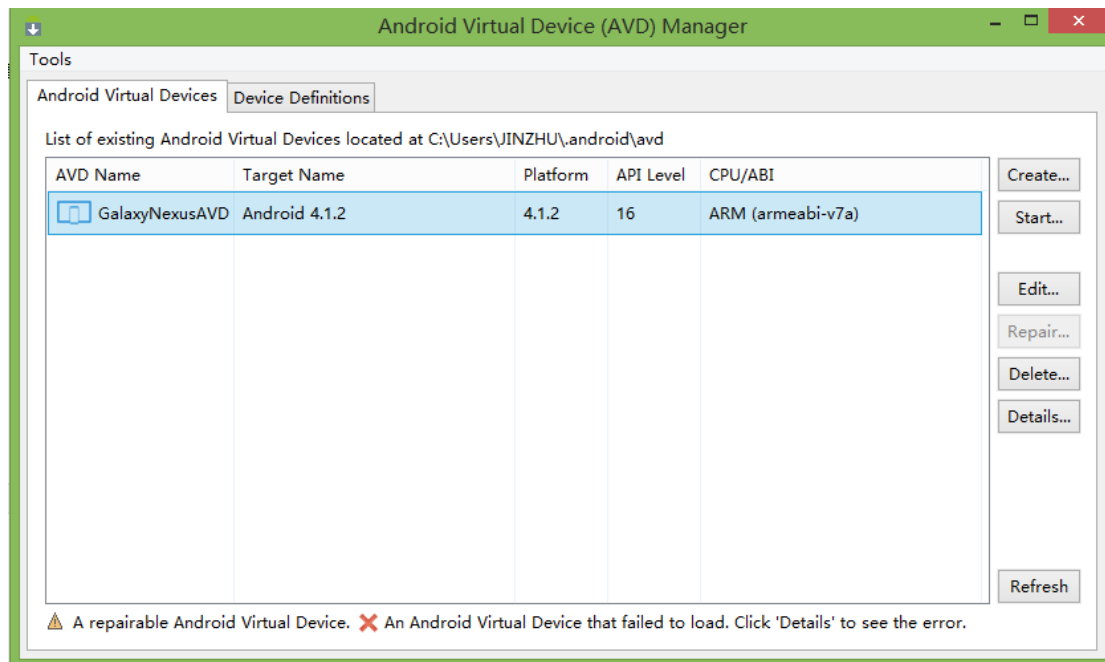 Android Virtual Device (AVD) Manager
Tools
Android Virtual Devices Device Definitions
List of existing Android Virtual Devices located at C:\Users\JINZHU\.android\avd
AVD Name Target Name Platform API Level CPU/ABI
GalaxyNexusAVD Android 4.1.2 4.1.2 16 ARM (armeabi-v7a)
Create...
Start...
Edit...
Repair...
Delete...
Details...
Refresh
A repairable Android Virtual Device. An Android Virtual Device that failed to load. Click 'Details' to see the error.